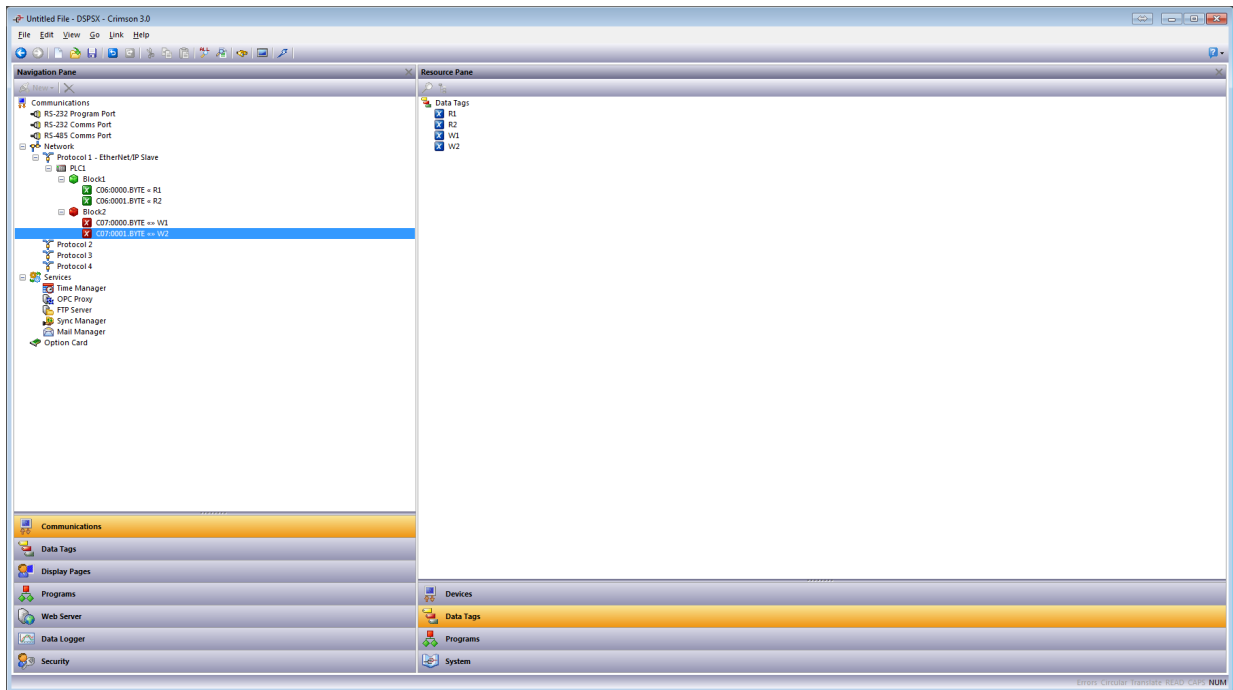 Untitled File - DSPSX - Crimson 3.0
File Edit View Go Link Help
Navigation Pane
New
Communications
RS-232 Program Port
RS-232 Comms Port
RS-485 Comms Port
Network
Protocol 1 - EtherNet/IP Slave
PLC1
Block1
C06:0000.BYTE « R1
C06:0001.BYTE « R2
Block2
C07:0000.BYTE «» W1
C07:0001.BYTE «» W2
Protocol 2
Protocol 3
Protocol 4
Services
Time Manager
OPC Proxy
FTP Server
Sync Manager
Mail Manager
Option Card
Communications
Data Tags
Display Pages
Programs
Web Server
Data Logger
Security
Resource Pane
Data Tags
R1
R2
W1
W2
Devices
Data Tags
Programs
System
Errors Circular Translate READ CAPS NUM